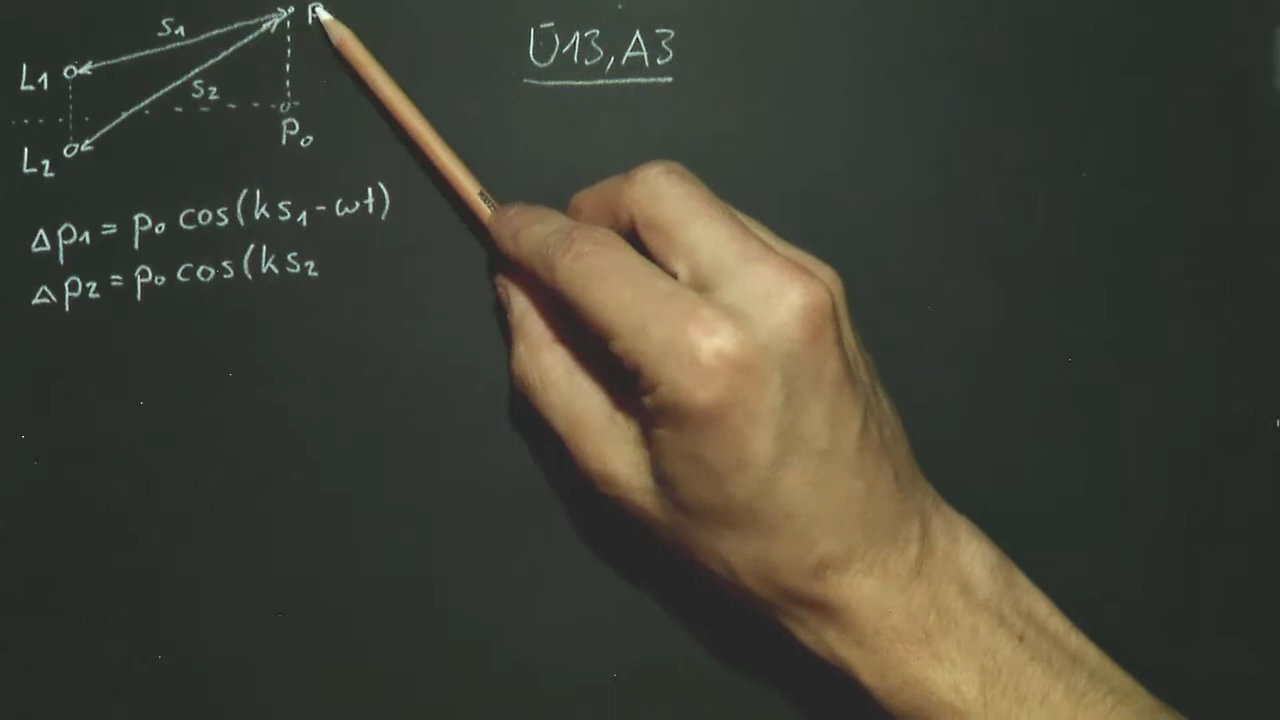 Ü13, A3
S1
P
L1
S2
P0
L2
Δp1 = p0 cos(ks1-ωt)
Δp2 = p0 cos(ks2